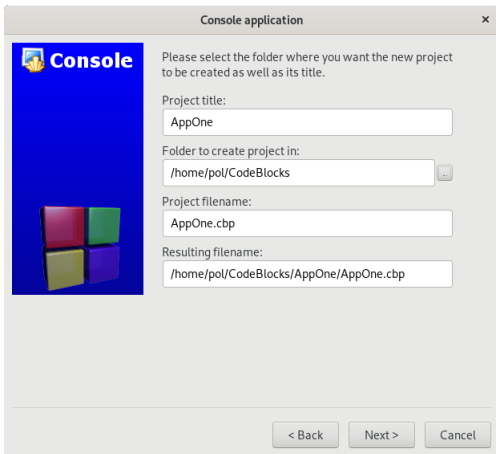 Console application
×
Console
Please select the folder where you want the new project
to be created as well as its title.
Project title:
AppOne
Folder to create project in:
/home/pol/CodeBlocks
..
Project filename:
AppOne.cbp
Resulting filename:
/home/pol/CodeBlocks/AppOne/AppOne.cbp
< Back
Next >
Cancel